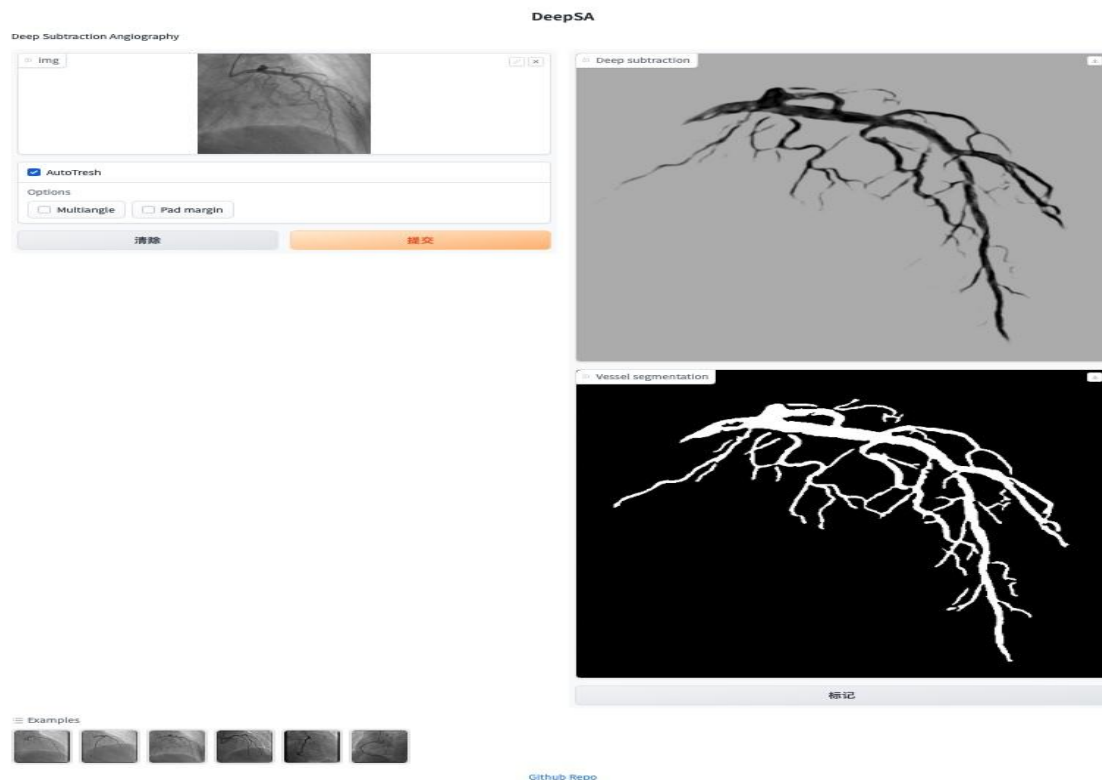 DeepSA
Deep Subtraction Angiography
img
AutoTresh
Options
Multiangle
Pad margin
清除
提交
Deep subtraction
Vessel segmentation
标记
Examples
Github Repo